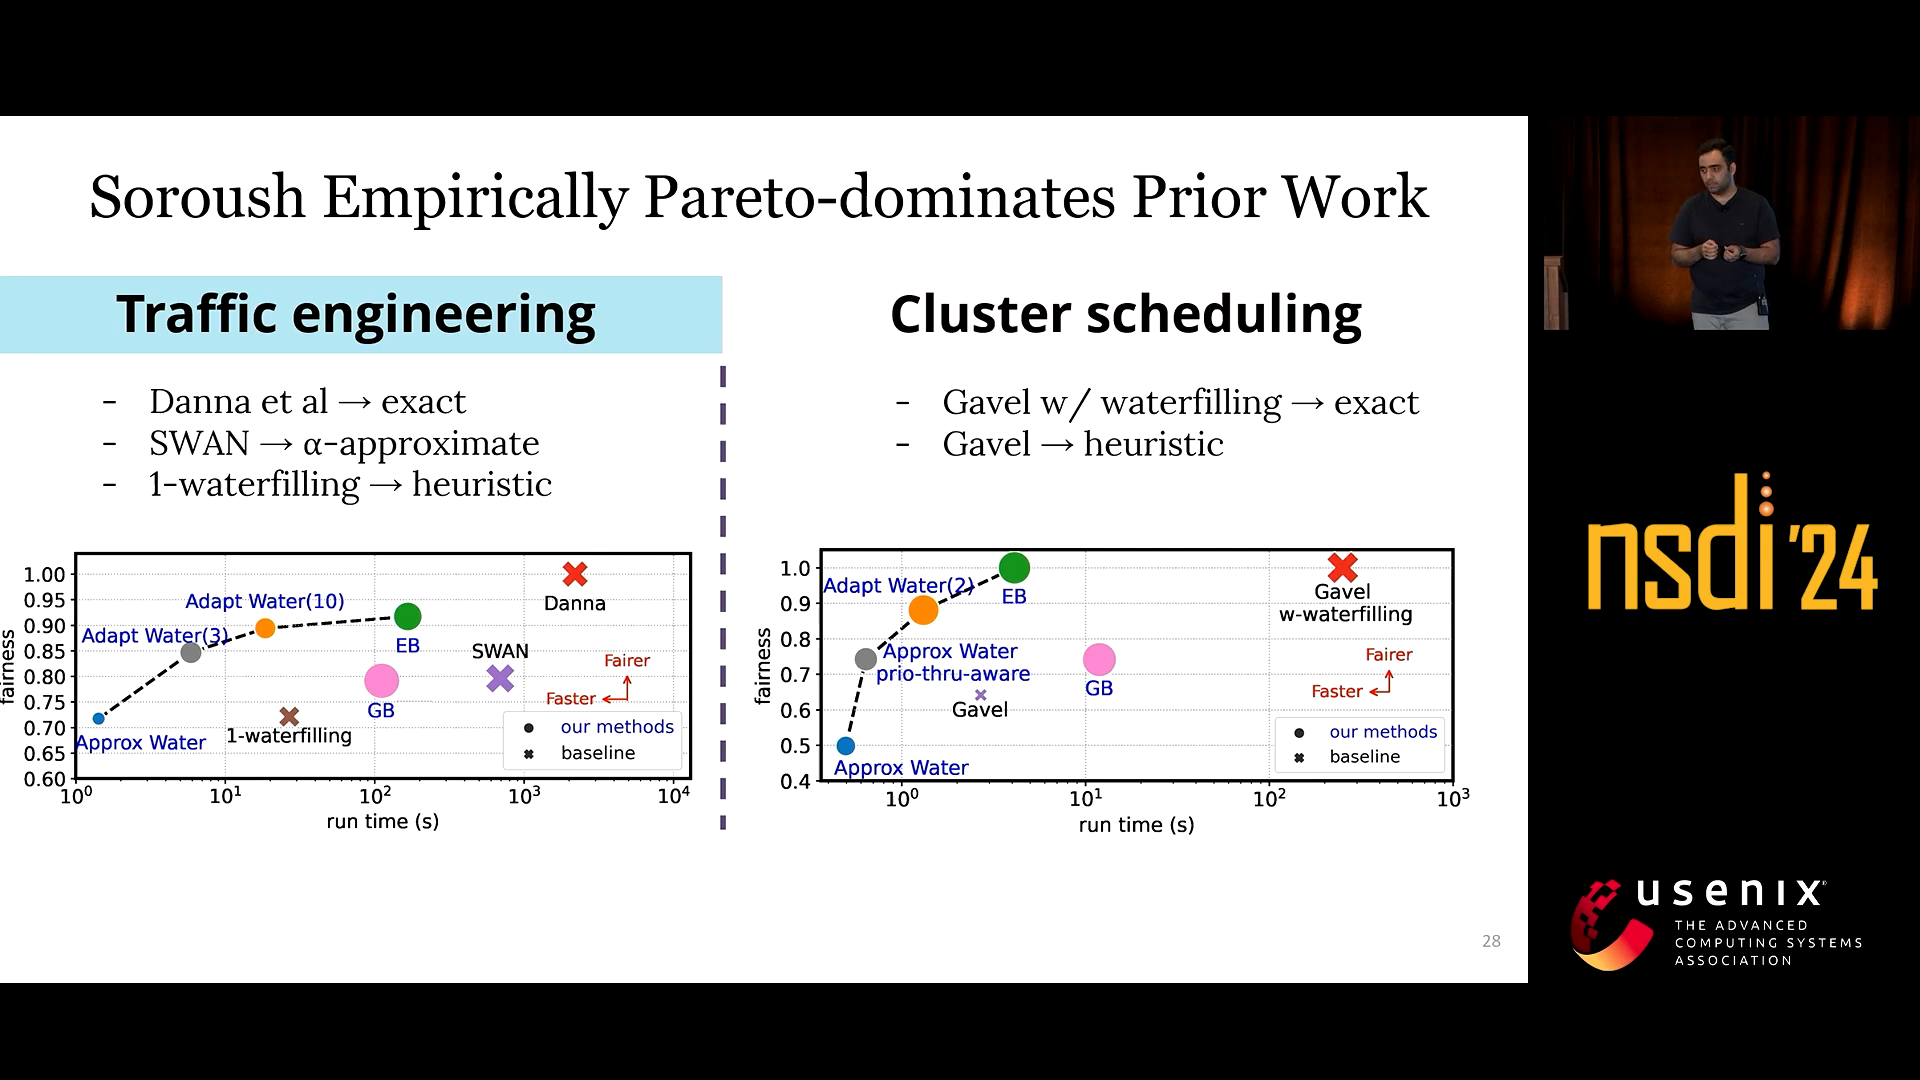 Soroush Empirically Pareto-dominates Prior Work
Traffic engineering
- Danna et al → exact
- SWAN → α-approximate
- 1-waterfilling → heuristic
fairness
1.00
0.95
0.90
0.85
0.80
0.75
0.70
0.65
0.60
Adapt Water(10)
Adapt Water(3)
Approx Water
1-waterfilling
EB
GB
SWAN
Danna
Fairer
Faster
our methods
baseline
10⁰ 10¹ 10² 10³ 10⁴
run time (s)
Cluster scheduling
- Gavel w/ waterfilling → exact
- Gavel → heuristic
fairness
1.0
0.9
0.8
0.7
0.6
0.5
0.4
Adapt Water(2)
EB
Approx Water
prio-thru-aware
Gavel
GB
Approx Water
Gavel
w-waterfilling
Fairer
Faster
our methods
baseline
10⁰ 10¹ 10² 10³
run time (s)
28
nsdi '24
usenix
THE ADVANCED
COMPUTING SYSTEMS
ASSOCIATION